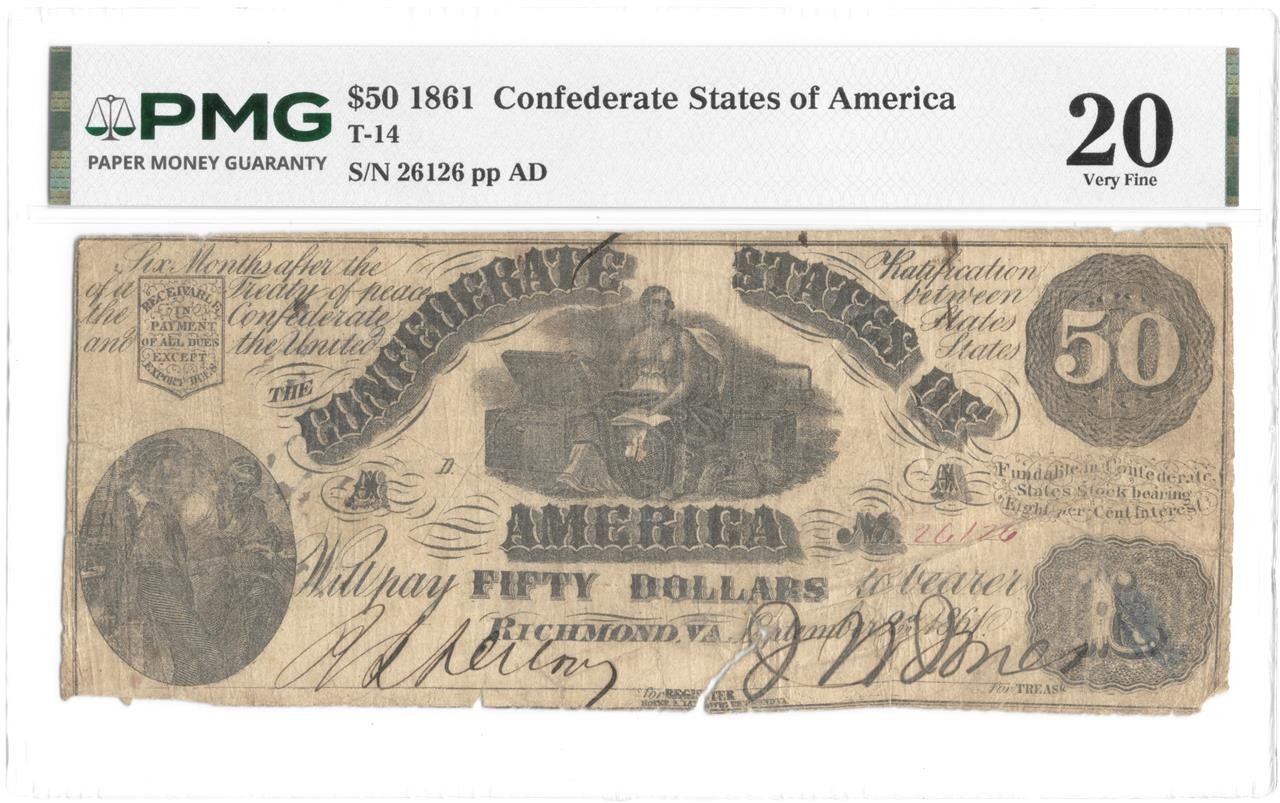 PMG
PAPER MONEY GUARANTY
$50 1861 Confederate States of America
T-14
S/N 26126 pp AD
20
Very Fine
Six Months after the
of a Treaty of peace
the Confederate
and the United
RECEIVABLE
IN
PAYMENT
OF ALL DUES
EXCEPT
EXPORT DUES
Ratification
between
States
States
50
THE
CONFEDERATE STATES OF
A
D.
A
Fundable in Confederate
States Stock bearing
Eight per Cent Interest
AMERICA
No. 26126
Will pay FIFTY DOLLARS to bearer
RICHMOND, VA. September 2d 1861.
J W Jones
for REGISTER
for TREAS